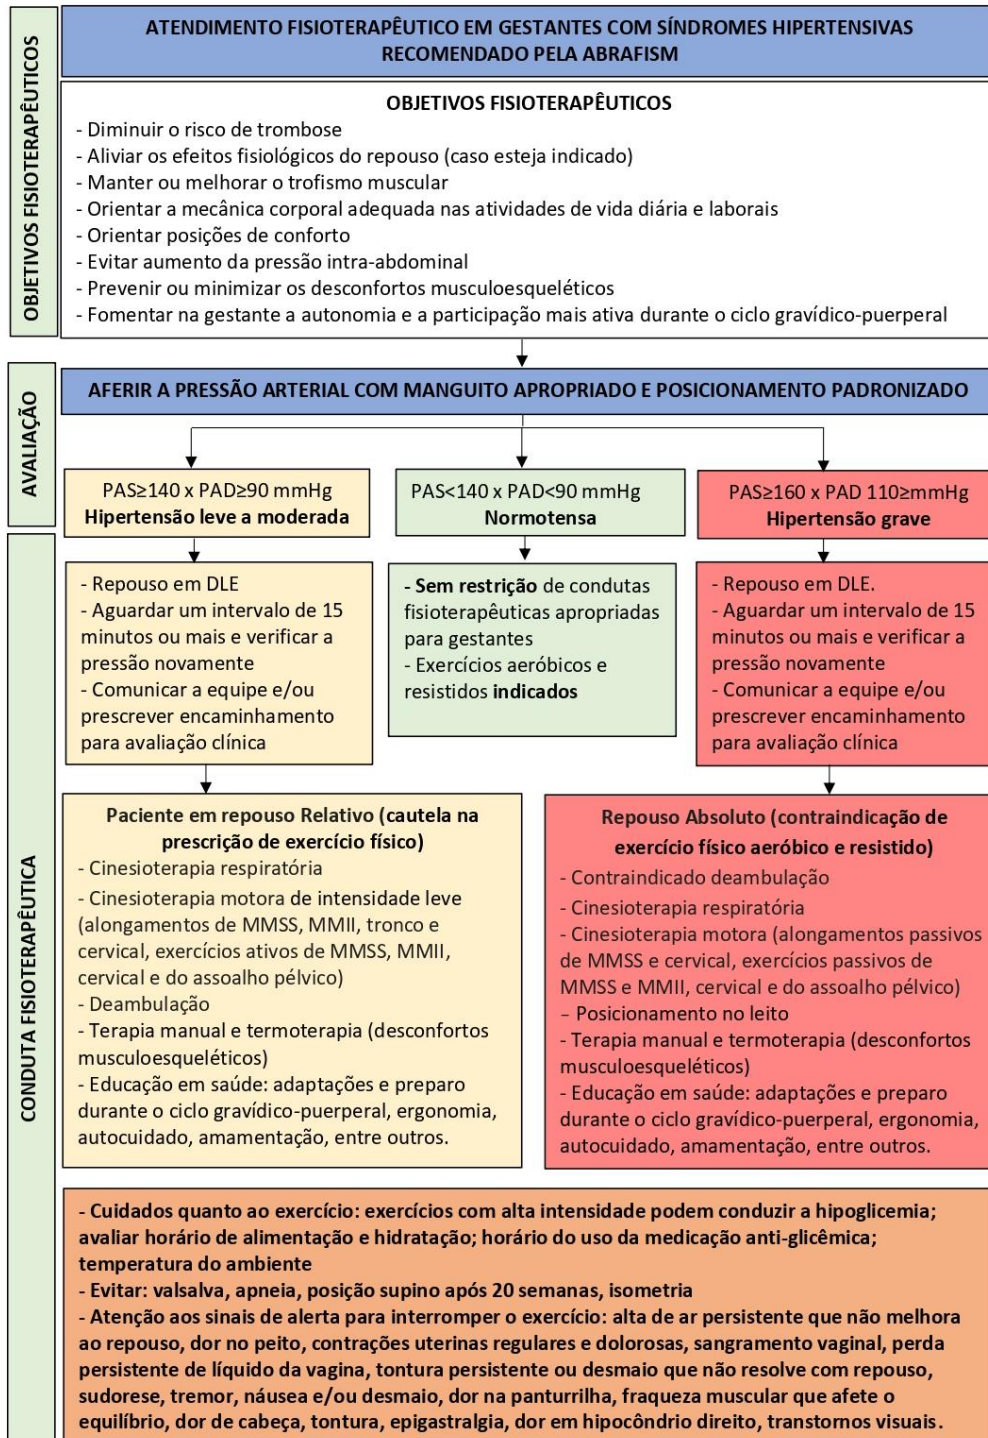 OBJETIVOS FISIOTERAPÊUTICOS
ATENDIMENTO FISIOTERAPÊUTICO EM GESTANTES COM SÍNDROMES HIPERTENSIVAS
RECOMENDADO PELA ABRAFISM
OBJETIVOS FISIOTERAPÊUTICOS
- Diminuir o risco de trombose
- Aliviar os efeitos fisiológicos do repouso (caso esteja indicado)
- Manter ou melhorar o trofismo muscular
- Orientar a mecânica corporal adequada nas atividades de vida diária e laborais
- Orientar posições de conforto
- Evitar aumento da pressão intra-abdominal
- Prevenir ou minimizar os desconfortos musculoesqueléticos
- Fomentar na gestante a autonomia e a participação mais ativa durante o ciclo gravídico-puerperal
AVALIAÇÃO
AFERIR A PRESSÃO ARTERIAL COM MANGUITO APROPRIADO E POSICIONAMENTO PADRONIZADO
PAS≥140 x PAD≥90 mmHg
Hipertensão leve a moderada
PAS<140 x PAD<90 mmHg
Normotensa
PAS≥160 x PAD 110≥mmHg
Hipertensão grave
CONDUTA FISIOTERAPÊUTICA
- Repouso em DLE
- Aguardar um intervalo de 15
minutos ou mais e verificar a
pressão novamente
- Comunicar a equipe e/ou
prescrever encaminhamento
para avaliação clínica
- Sem restrição de condutas
fisioterapêuticas apropriadas
para gestantes
- Exercícios aeróbicos e
resistidos indicados
- Repouso em DLE.
- Aguardar um intervalo de 15
minutos ou mais e verificar a
pressão novamente
- Comunicar a equipe e/ou
prescrever encaminhamento
para avaliação clínica
Paciente em repouso Relativo (cautela na
prescrição de exercício físico)
- Cinesioterapia respiratória
- Cinesioterapia motora de intensidade leve
(alongamentos de MMSS, MMII, tronco e
cervical, exercícios ativos de MMSS, MMII,
cervical e do assoalho pélvico)
- Deambulação
- Terapia manual e termoterapia (desconfortos
musculoesqueléticos)
- Educação em saúde: adaptações e preparo
durante o ciclo gravídico-puerperal, ergonomia,
autocuidado, amamentação, entre outros.
Repouso Absoluto (contraindicação de
exercício físico aeróbico e resistido)
- Contraindicado deambulação
- Cinesioterapia respiratória
- Cinesioterapia motora (alongamentos passivos
de MMSS e cervical, exercícios passivos de
MMSS e MMII, cervical e do assoalho pélvico)
– Posicionamento no leito
- Terapia manual e termoterapia (desconfortos
musculoesqueléticos)
- Educação em saúde: adaptações e preparo
durante o ciclo gravídico-puerperal, ergonomia,
autocuidado, amamentação, entre outros.
- Cuidados quanto ao exercício: exercícios com alta intensidade podem conduzir a hipoglicemia;
avaliar horário de alimentação e hidratação; horário do uso da medicação anti-glicêmica;
temperatura do ambiente
- Evitar: valsalva, apneia, posição supino após 20 semanas, isometria
- Atenção aos sinais de alerta para interromper o exercício: alta de ar persistente que não melhora
ao repouso, dor no peito, contrações uterinas regulares e dolorosas, sangramento vaginal, perda
persistente de líquido da vagina, tontura persistente ou desmaio que não resolve com repouso,
sudorese, tremor, náusea e/ou desmaio, dor na panturrilha, fraqueza muscular que afete o
equilíbrio, dor de cabeça, tontura, epigastralgia, dor em hipocôndrio direito, transtornos visuais.